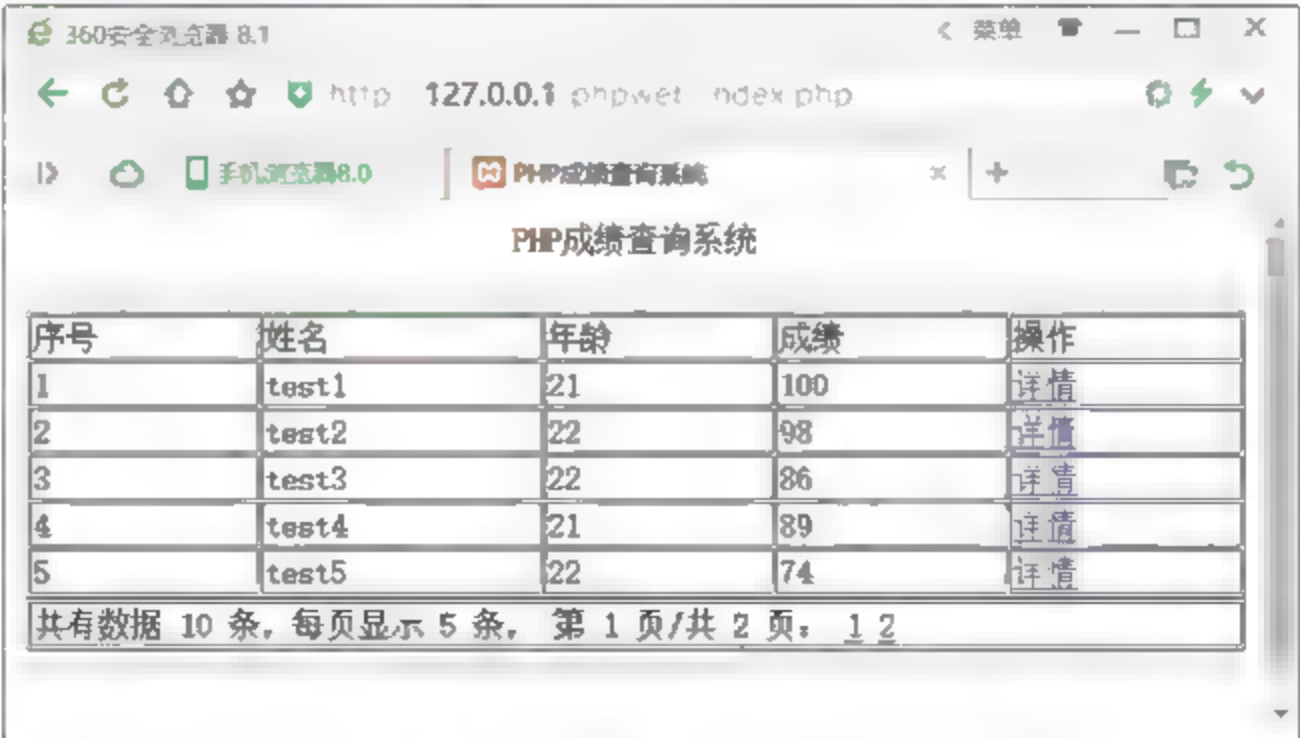 360安全浏览器 8.1 菜单
http 127.0.0.1 index.php
手机浏览器8.0 PHP成绩查询系统
PHP成绩查询系统
序号 姓名 年龄 成绩 操作
1 test1 21 100 详情
2 test2 22 98 详情
3 test3 22 86 详情
4 test4 21 89 详情
5 test5 22 74 详情
共有数据 10 条，每页显示 5 条， 第 1 页/共 2 页： 1 2